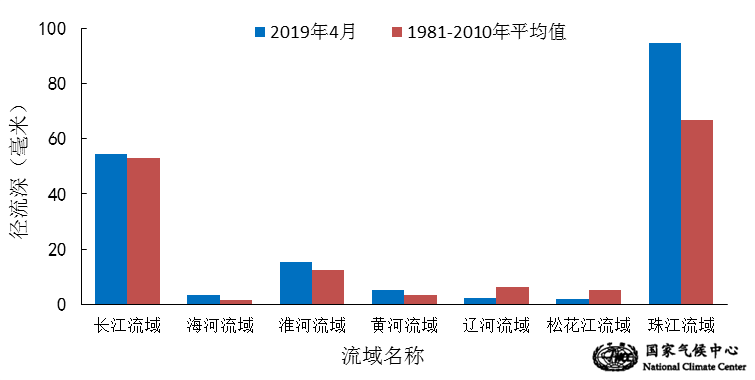 2019年4月 1981-2010年平均值
径流深（毫米）
100
80
60
40
20
0
长江流域 海河流域 淮河流域 黄河流域 辽河流域 松花江流域 珠江流域
流域名称
国家气候中心
National Climate Center